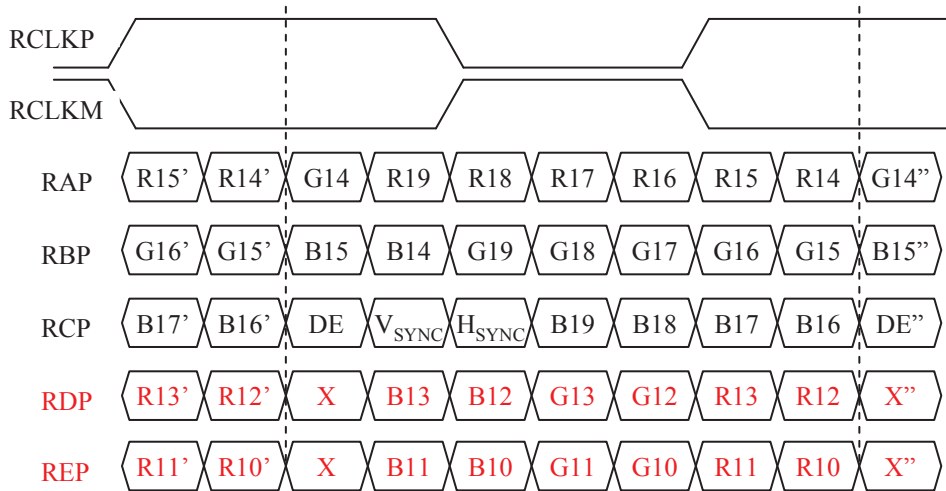 RCLKP
RCLKM
RAP R15’ R14’ G14 R19 R18 R17 R16 R15 R14 G14”
RBP G16’ G15’ B15 B14 G19 G18 G17 G16 G15 B15”
RCP B17’ B16’ DE VSYNC HSYNC B19 B18 B17 B16 DE”
RDP R13’ R12’ X B13 B12 G13 G12 R13 R12 X”
REP R11’ R10’ X B11 B10 G11 G10 R11 R10 X”